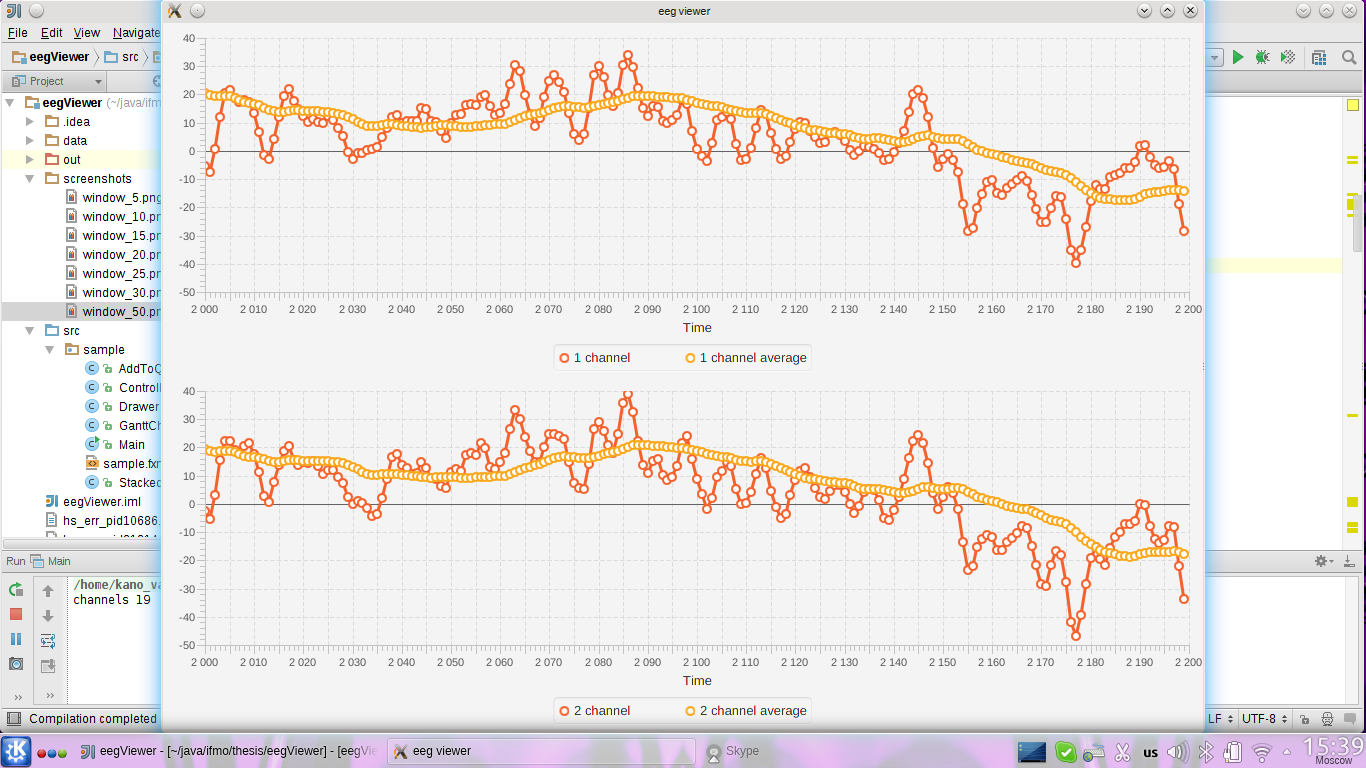 eeg viewer
File Edit View Navigate
eegViewer src
Project
eegViewer (~/java/ifm
.idea
data
out
screenshots
window_5.png
window_10.pr
window_15.pr
window_20.pr
window_25.pr
window_30.pr
window_50.pr
src
sample
AddToQ
Controll
Drawer
GanttCh
Main
sample.fxm
Stacked
eegViewer.iml
hs_err_pid10686.
40
30
20
10
0
-10
-20
-30
-40
-50
2 000 2 010 2 020 2 030 2 040 2 050 2 060 2 070 2 080 2 090 2 100 2 110 2 120 2 130 2 140 2 150 2 160 2 170 2 180 2 190 2 200
Time
1 channel 1 channel average
40
30
20
10
0
-10
-20
-30
-40
-50
2 000 2 010 2 020 2 030 2 040 2 050 2 060 2 070 2 080 2 090 2 100 2 110 2 120 2 130 2 140 2 150 2 160 2 170 2 180 2 190 2 200
Time
2 channel 2 channel average
Run Main
/home/kano_va
channels 19
Compilation completed
LF UTF-8
eegViewer - [~/java/ifmo/thesis/eegViewer] - [eegVi
eeg viewer
Skype
us
15:39
Moscow